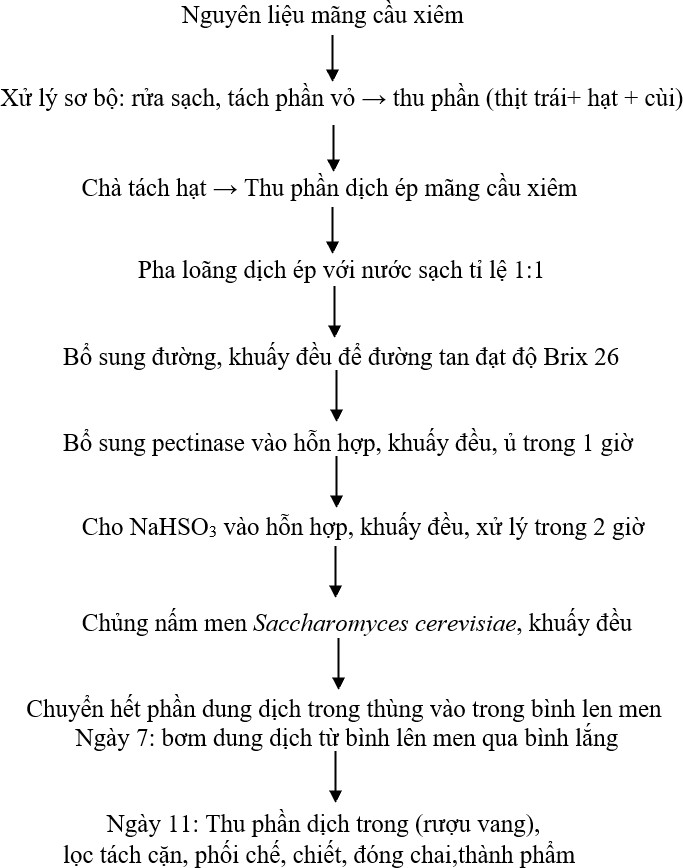 Nguyên liệu mãng cầu xiêm
Xử lý sơ bộ: rửa sạch, tách phần vỏ → thu phần (thịt trái+ hạt + cùi)
Chà tách hạt → Thu phần dịch ép mãng cầu xiêm
Pha loãng dịch ép với nước sạch tỉ lệ 1:1
Bổ sung đường, khuấy đều để đường tan đạt độ Brix 26
Bổ sung pectinase vào hỗn hợp, khuấy đều, ủ trong 1 giờ
Cho NaHSO₃ vào hỗn hợp, khuấy đều, xử lý trong 2 giờ
Chủng nấm men Saccharomyces cerevisiae, khuấy đều
Chuyển hết phần dung dịch trong thùng vào trong bình len men
Ngày 7: bơm dung dịch từ bình lên men qua bình lắng
Ngày 11: Thu phần dịch trong (rượu vang),
lọc tách cặn, phối chế, chiết, đóng chai,thành phẩm